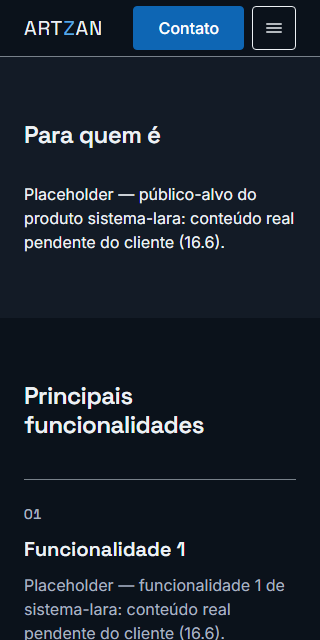 ARTZAN
Contato
Para quem é
Placeholder — público-alvo do
produto sistema-lara: conteúdo real
pendente do cliente (16.6).
Principais
funcionalidades
01
Funcionalidade 1
Placeholder — funcionalidade 1 de
sistema-lara: conteúdo real
pendente do cliente (16.6).